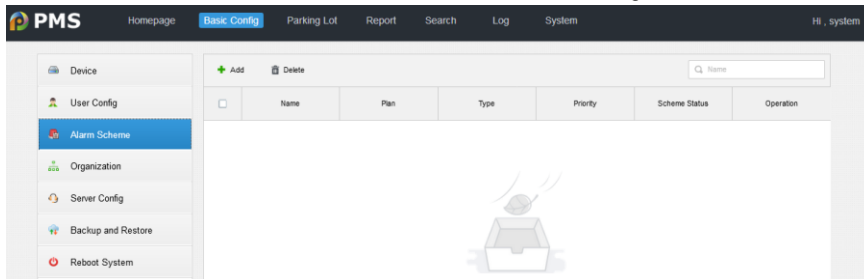 PMS Homepage Basic Config Parking Lot Report Search Log System Hi , system
Device
User Config
Alarm Scheme
Organization
Server Config
Backup and Restore
Reboot System
Add Delete Name
Name Plan Type Priority Scheme Status Operation